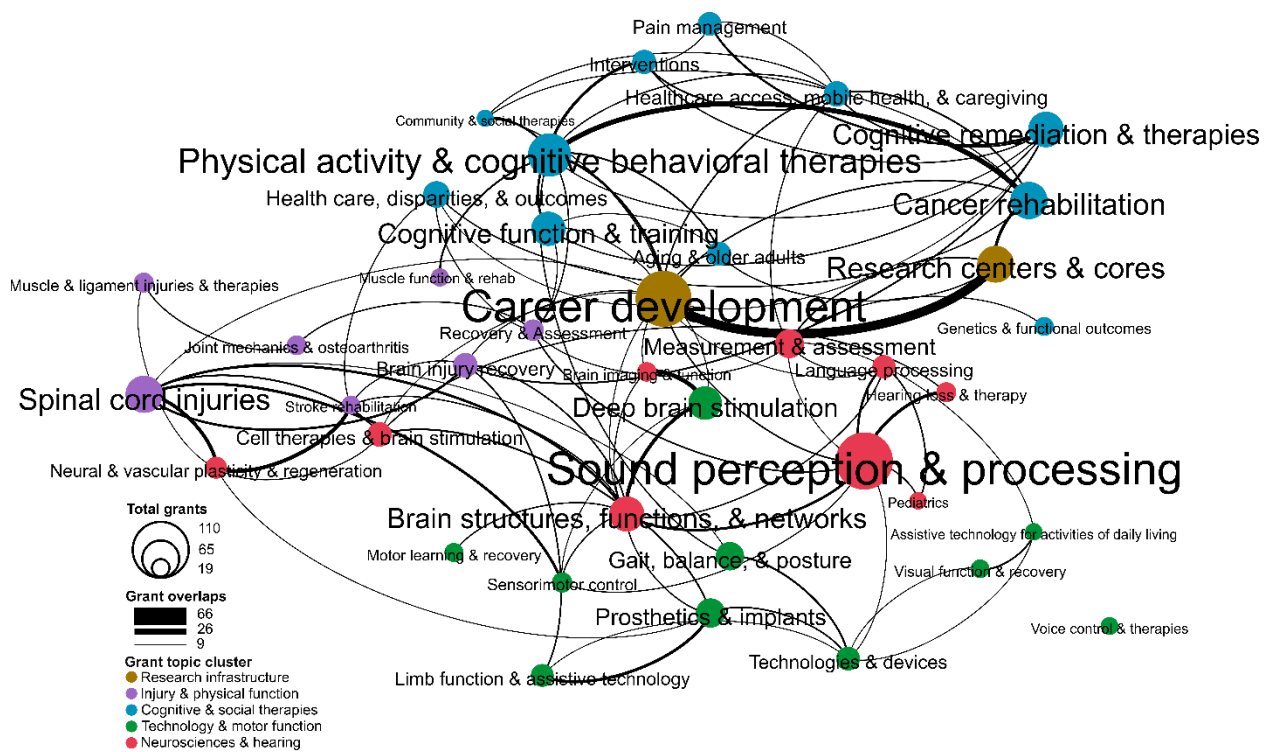 Pain management
Interventions
Healthcare access, mobile health, & caregiving
Community & social therapies
Cognitive remediation & therapies
Physical activity & cognitive behavioral therapies
Health care, disparities, & outcomes
Cancer rehabilitation
Cognitive function & training
Aging & older adults
Research centers & cores
Muscle function & rehab
Muscle & ligament injuries & therapies
Career development
Genetics & functional outcomes
Recovery & Assessment
Joint mechanics & osteoarthritis
Measurement & assessment
Brain injury recovery
Brain imaging & function
Language processing
Hearing loss & therapy
Spinal cord injuries
Stroke rehabilitation
Deep brain stimulation
Cell therapies & brain stimulation
Neural & vascular plasticity & regeneration
Sound perception & processing
Pediatrics
Brain structures, functions, & networks
Assistive technology for activities of daily living
Motor learning & recovery
Gait, balance, & posture
Visual function & recovery
Sensorimotor control
Prosthetics & implants
Voice control & therapies
Technologies & devices
Limb function & assistive technology
Total grants
110
65
19
Grant overlaps
66
26
9
Grant topic cluster
Research infrastructure
Injury & physical function
Cognitive & social therapies
Technology & motor function
Neurosciences & hearing